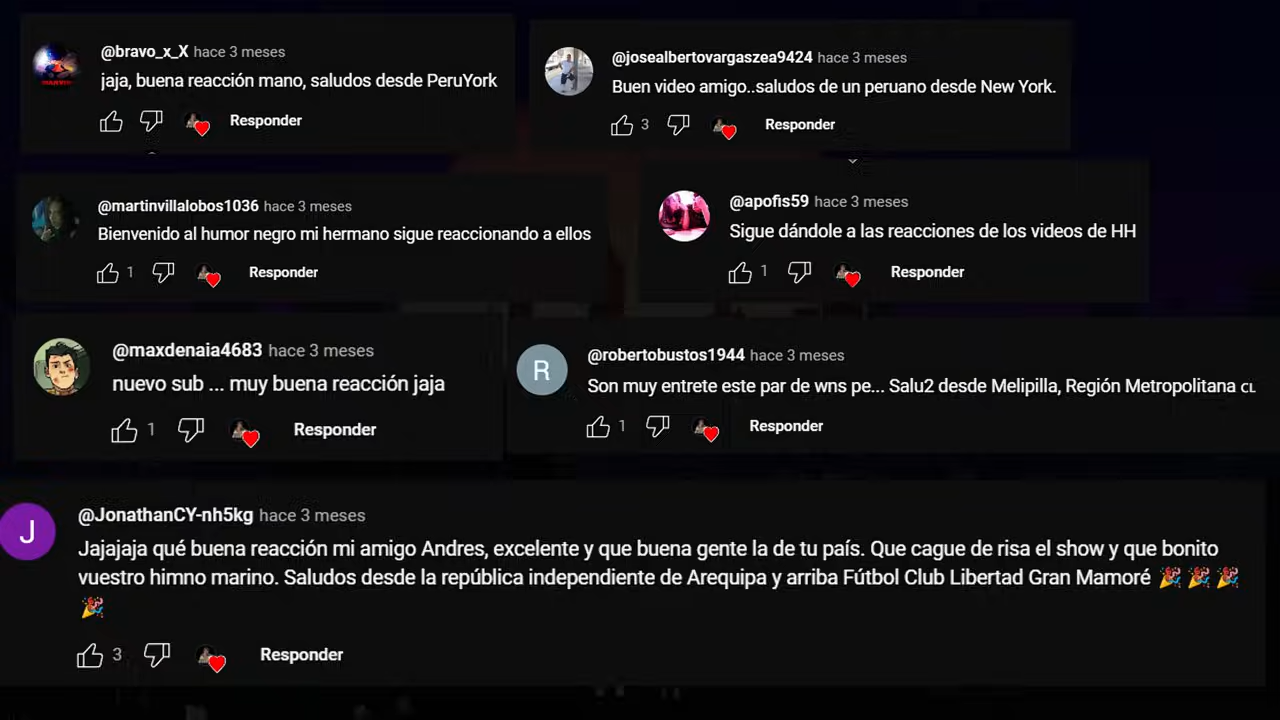 @bravo_x_X hace 3 meses
jaja, buena reacción mano, saludos desde PeruYork
Responder
@josealbertovargaszea9424 hace 3 meses
Buen video amigo..saludos de un peruano desde New York.
3 Responder
@martinvillalobos1036 hace 3 meses
Bienvenido al humor negro mi hermano sigue reaccionando a ellos
1 Responder
@apofis59 hace 3 meses
Sigue dándole a las reacciones de los videos de HH
1 Responder
@maxdenaia4683 hace 3 meses
nuevo sub ... muy buena reacción jaja
1 Responder
R
@robertobustos1944 hace 3 meses
Son muy entrete este par de wns pe... Salu2 desde Melipilla, Región Metropolitana CL
1 Responder
J
@JonathanCY-nh5kg hace 3 meses
Jajajaja qué buena reacción mi amigo Andres, excelente y que buena gente la de tu país. Que cague de risa el show y que bonito
vuestro himno marino. Saludos desde la república independiente de Arequipa y arriba Fútbol Club Libertad Gran Mamoré 🎉🎉🎉
🎉
3 Responder